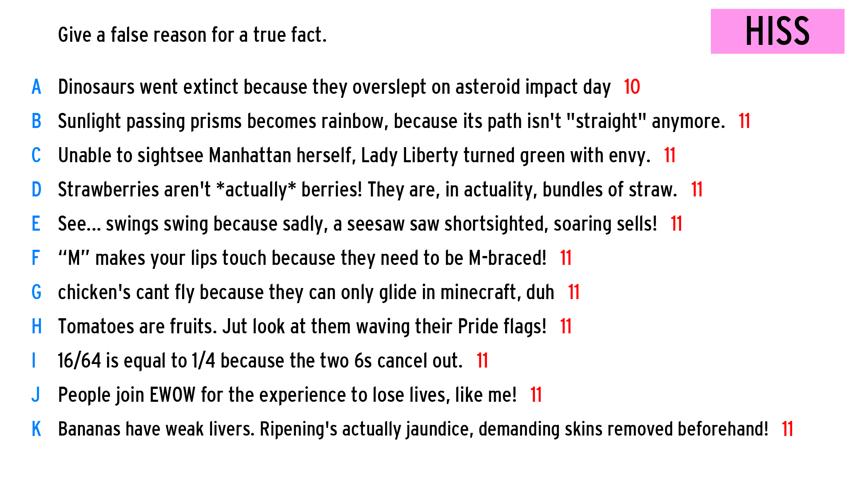 Give a false reason for a true fact.
HISS
A Dinosaurs went extinct because they overslept on asteroid impact day 10
B Sunlight passing prisms becomes rainbow, because its path isn't "straight" anymore. 11
C Unable to sightsee Manhattan herself, Lady Liberty turned green with envy. 11
D Strawberries aren't *actually* berries! They are, in actuality, bundles of straw. 11
E See... swings swing because sadly, a seesaw saw shortsighted, soaring sells! 11
F “M” makes your lips touch because they need to be M-braced! 11
G chicken's cant fly because they can only glide in minecraft, duh 11
H Tomatoes are fruits. Jut look at them waving their Pride flags! 11
I 16/64 is equal to 1/4 because the two 6s cancel out. 11
J People join EWOW for the experience to lose lives, like me! 11
K Bananas have weak livers. Ripening's actually jaundice, demanding skins removed beforehand! 11